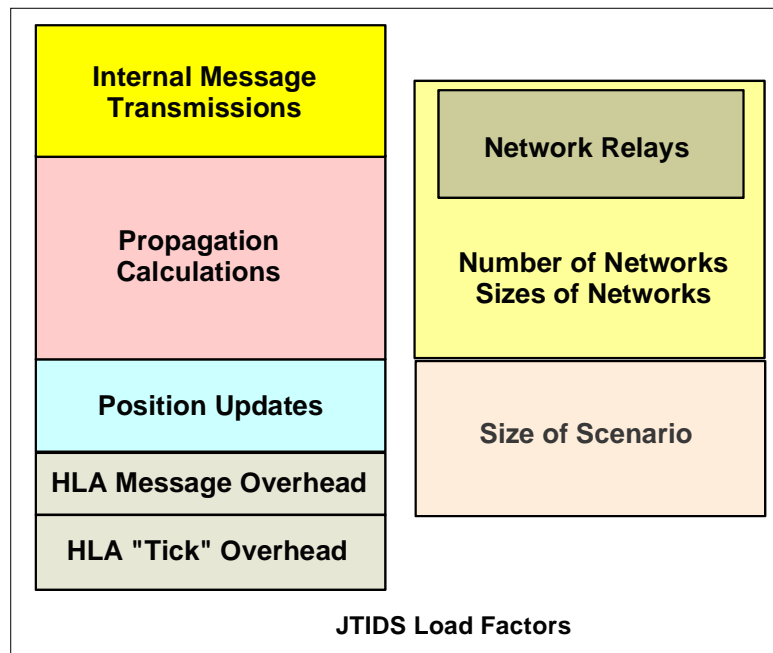 Internal Message
Transmissions
Propagation
Calculations
Position Updates
HLA Message Overhead
HLA "Tick" Overhead
Network Relays
Number of Networks
Sizes of Networks
Size of Scenario
JTIDS Load Factors